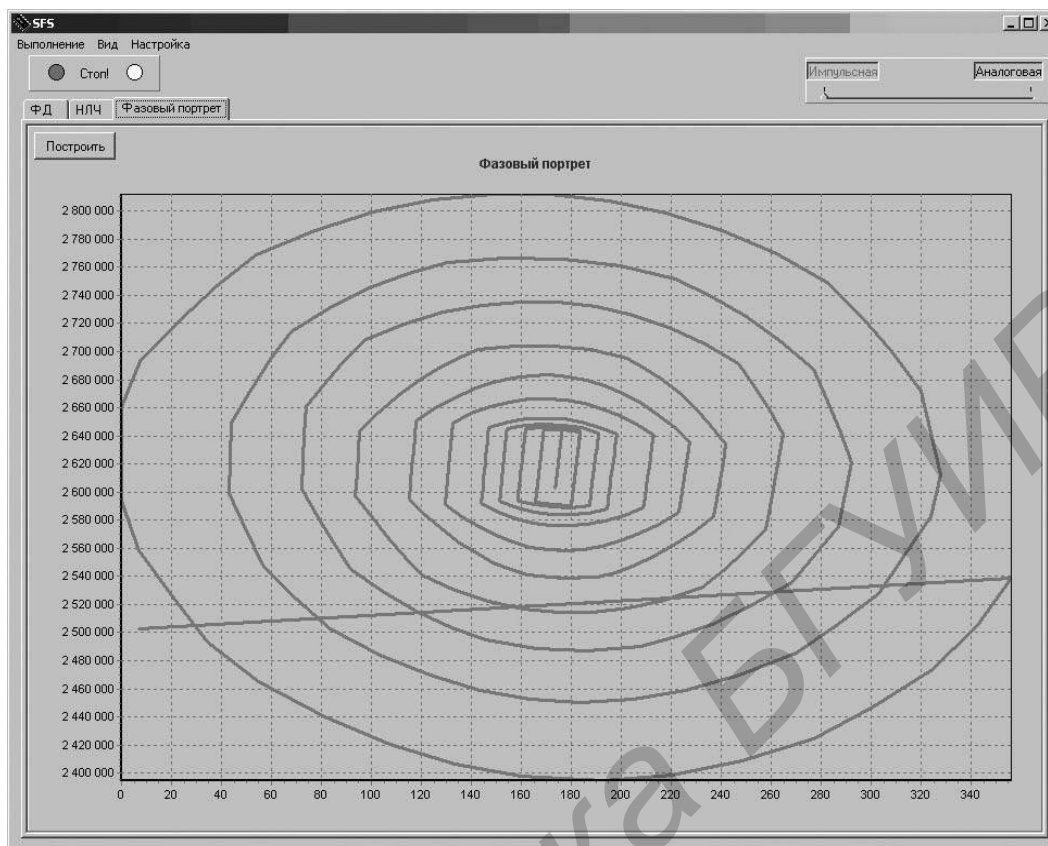 SFS
Выполнение Вид Настройка
Стоп!
Импульсная Аналоговая
ФД НЛЧ Фазовый портрет
Построить
Фазовый портрет
2 800 000
2 780 000
2 760 000
2 740 000
2 720 000
2 700 000
2 680 000
2 660 000
2 640 000
2 620 000
2 600 000
2 580 000
2 560 000
2 540 000
2 520 000
2 500 000
2 480 000
2 460 000
2 440 000
2 420 000
2 400 000
0 20 40 60 80 100 120 140 160 180 200 220 240 260 280 300 320 340
ка БГУИР